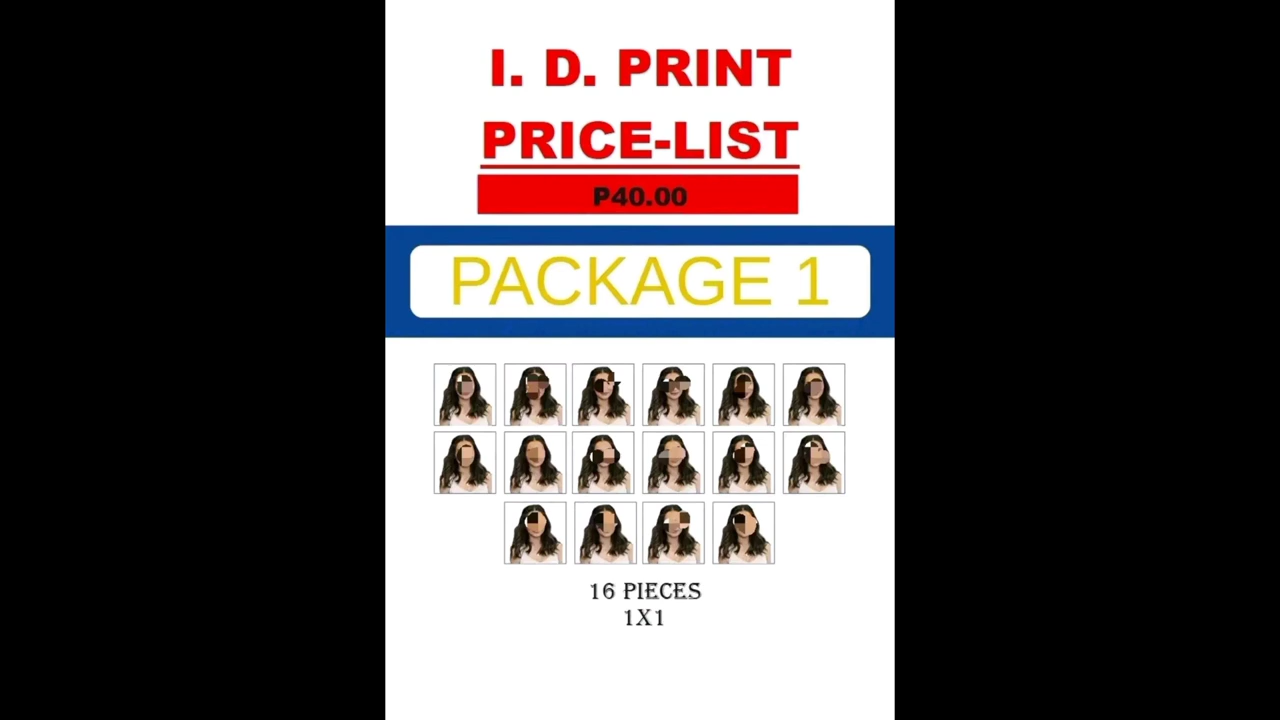 I. D. PRINT
PRICE-LIST
P40.00
PACKAGE 1
16 PIECES
1X1